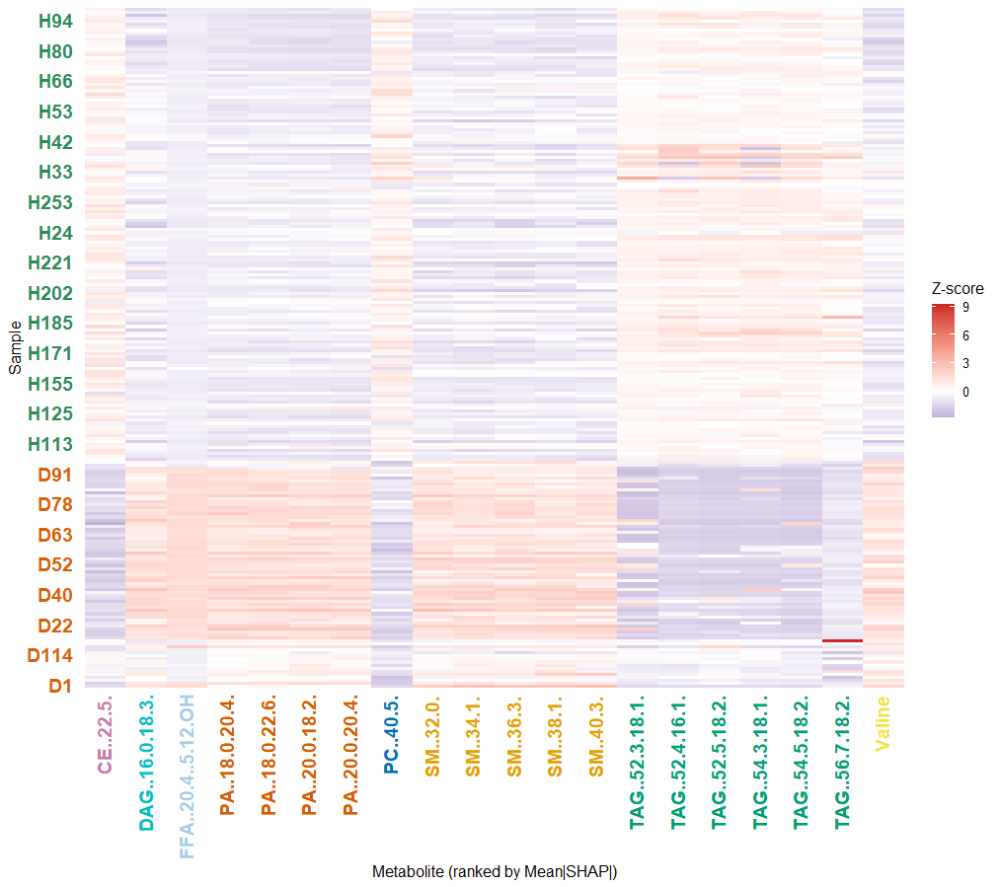 H94
H80
H66
H53
H42
H33
H253
H24
H221
H202
H185
H171
H155
H125
H113
D91
D78
D63
D52
D40
D22
D114
D1
Sample
CE..22.5.
DAG..16.0.18.3.
FFA..20.4..5.12.OH
PA..18.0.20.4.
PA..18.0.22.6.
PA..20.0.18.2.
PA..20.0.20.4.
PC..40.5.
SM..32.0.
SM..34.1.
SM..36.3.
SM..38.1.
SM..40.3.
TAG..52.3.18.1.
TAG..52.4.16.1.
TAG..52.5.18.2.
TAG..54.3.18.1.
TAG..54.5.18.2.
TAG..56.7.18.2.
Valine
Metabolite (ranked by Mean|SHAP|)
Z-score
9
6
3
0